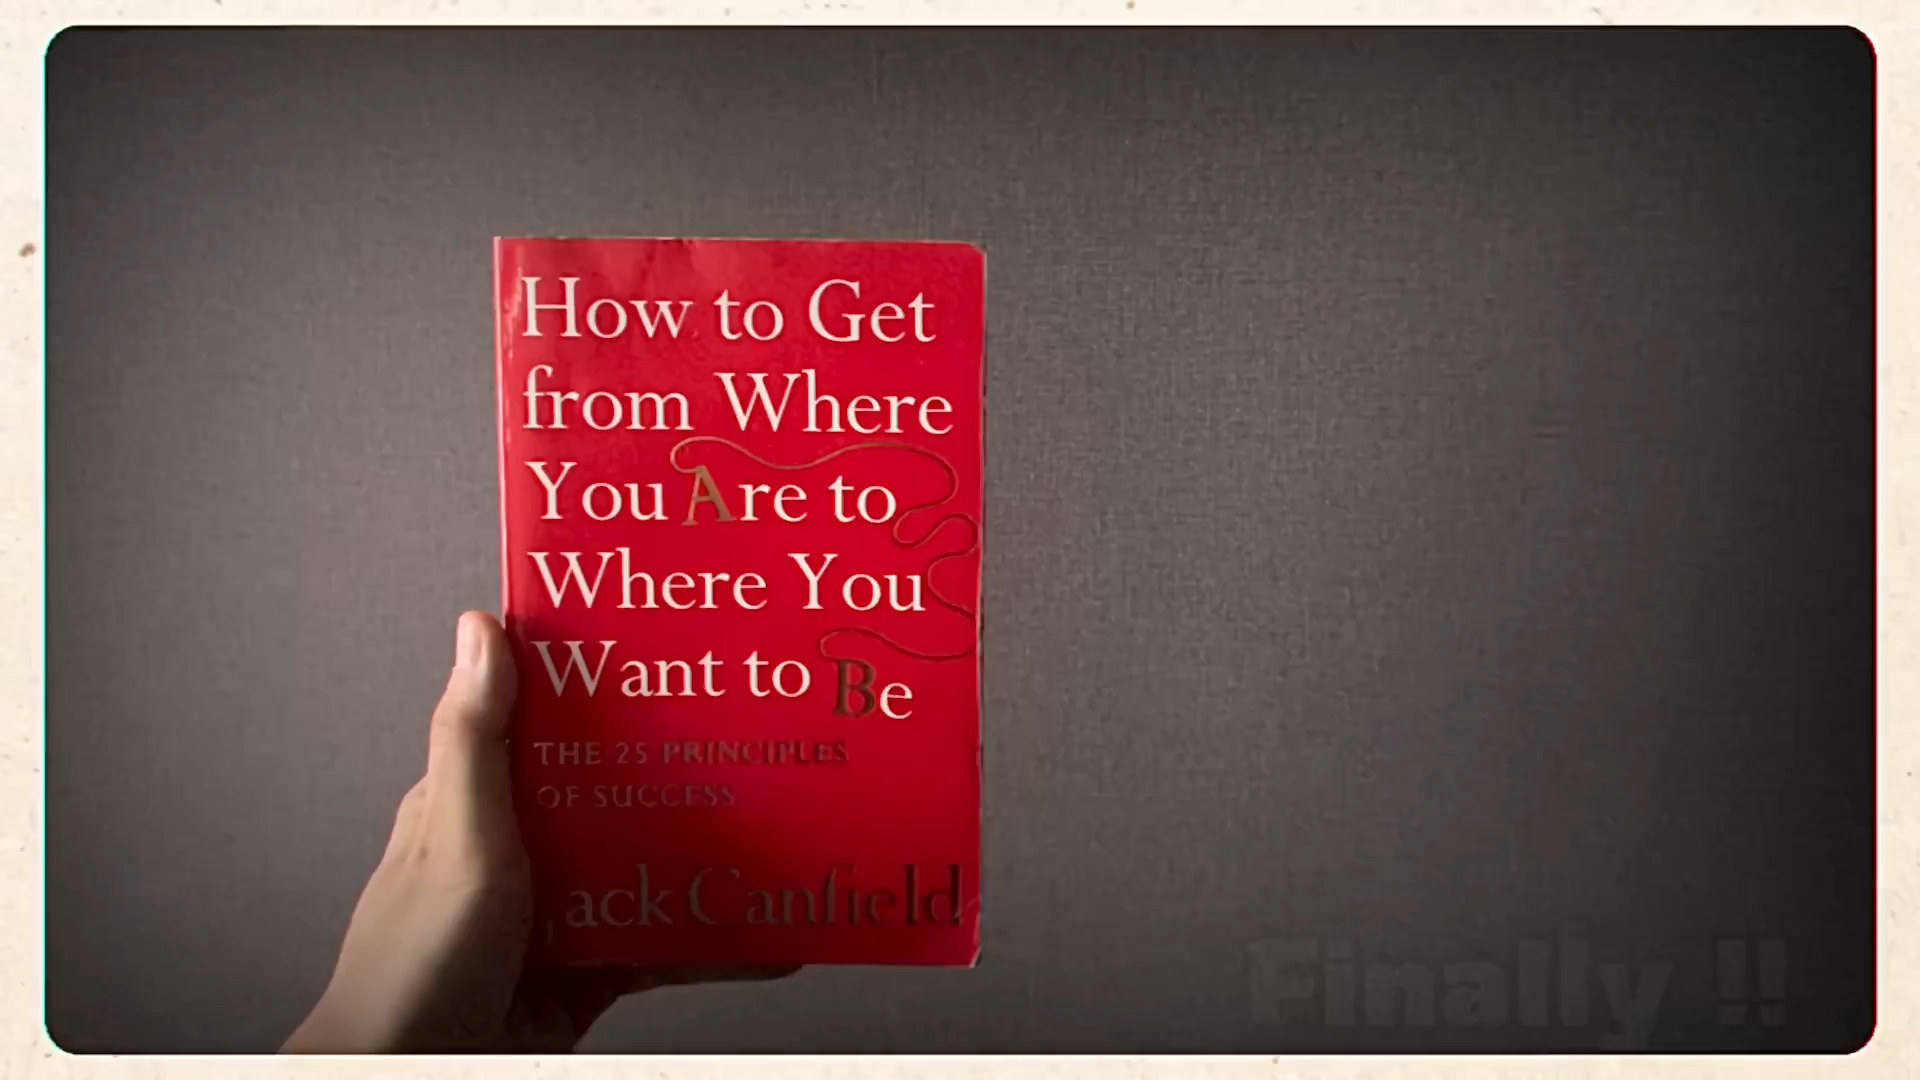 How to Get
from Where
You Are to
Where You
Want to Be
THE 25 PRINCIPLES
OF SUCCESS
Jack Canfield
Finally !!